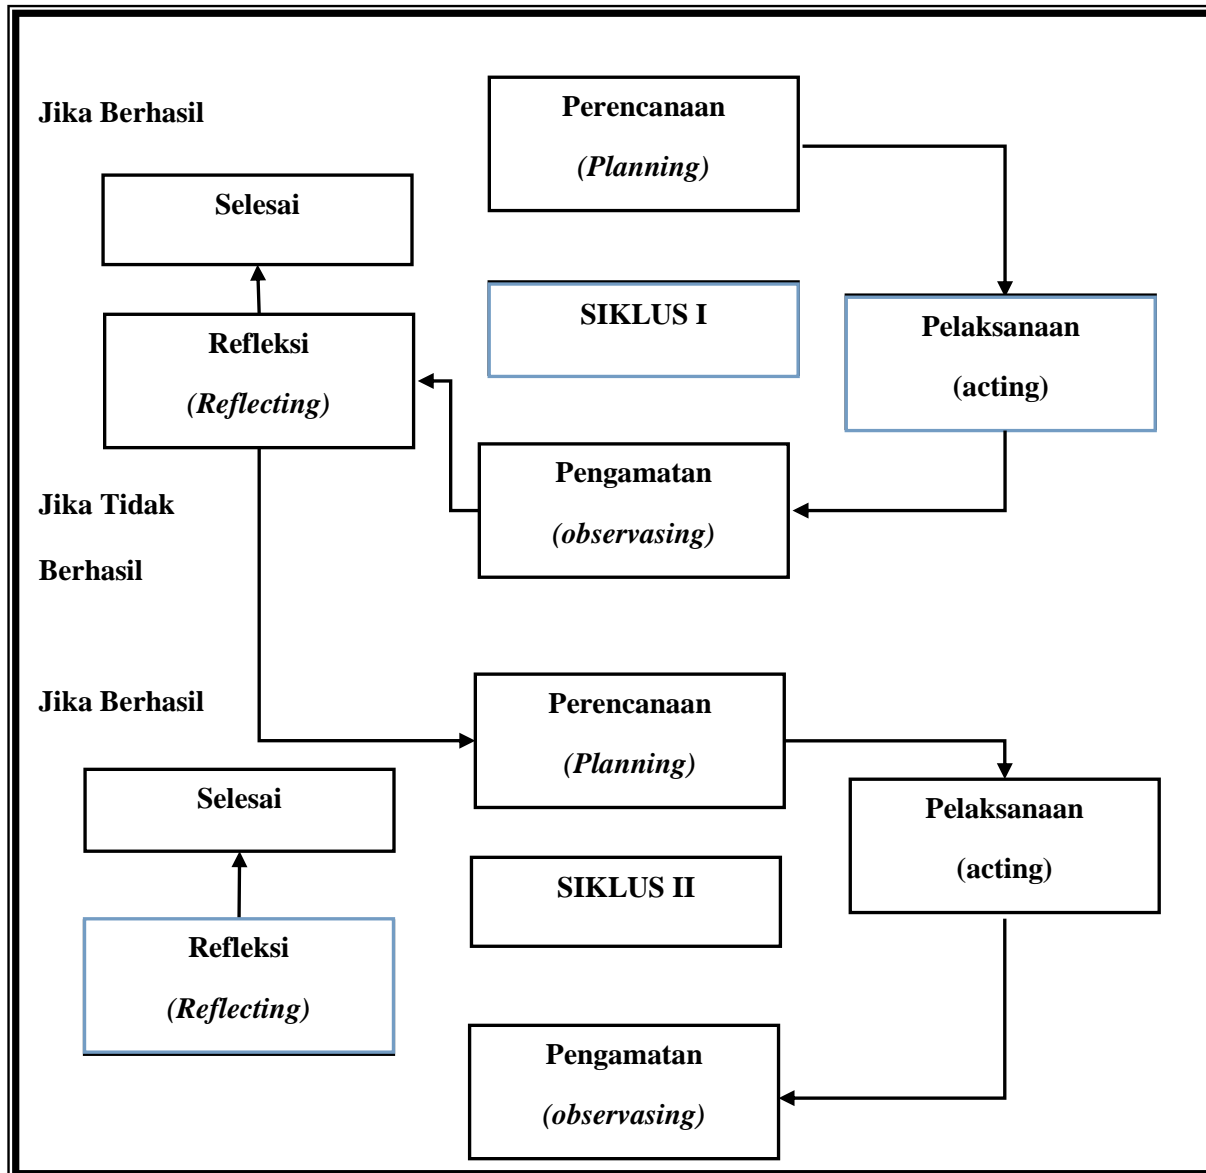 Jika Berhasil
Perencanaan
(Planning)
Selesai
SIKLUS I
Pelaksanaan
(acting)
Refleksi
(Reflecting)
Pengamatan
(observasing)
Jika Tidak
Berhasil
Jika Berhasil
Perencanaan
(Planning)
Selesai
Pelaksanaan
(acting)
SIKLUS II
Refleksi
(Reflecting)
Pengamatan
(observasing)